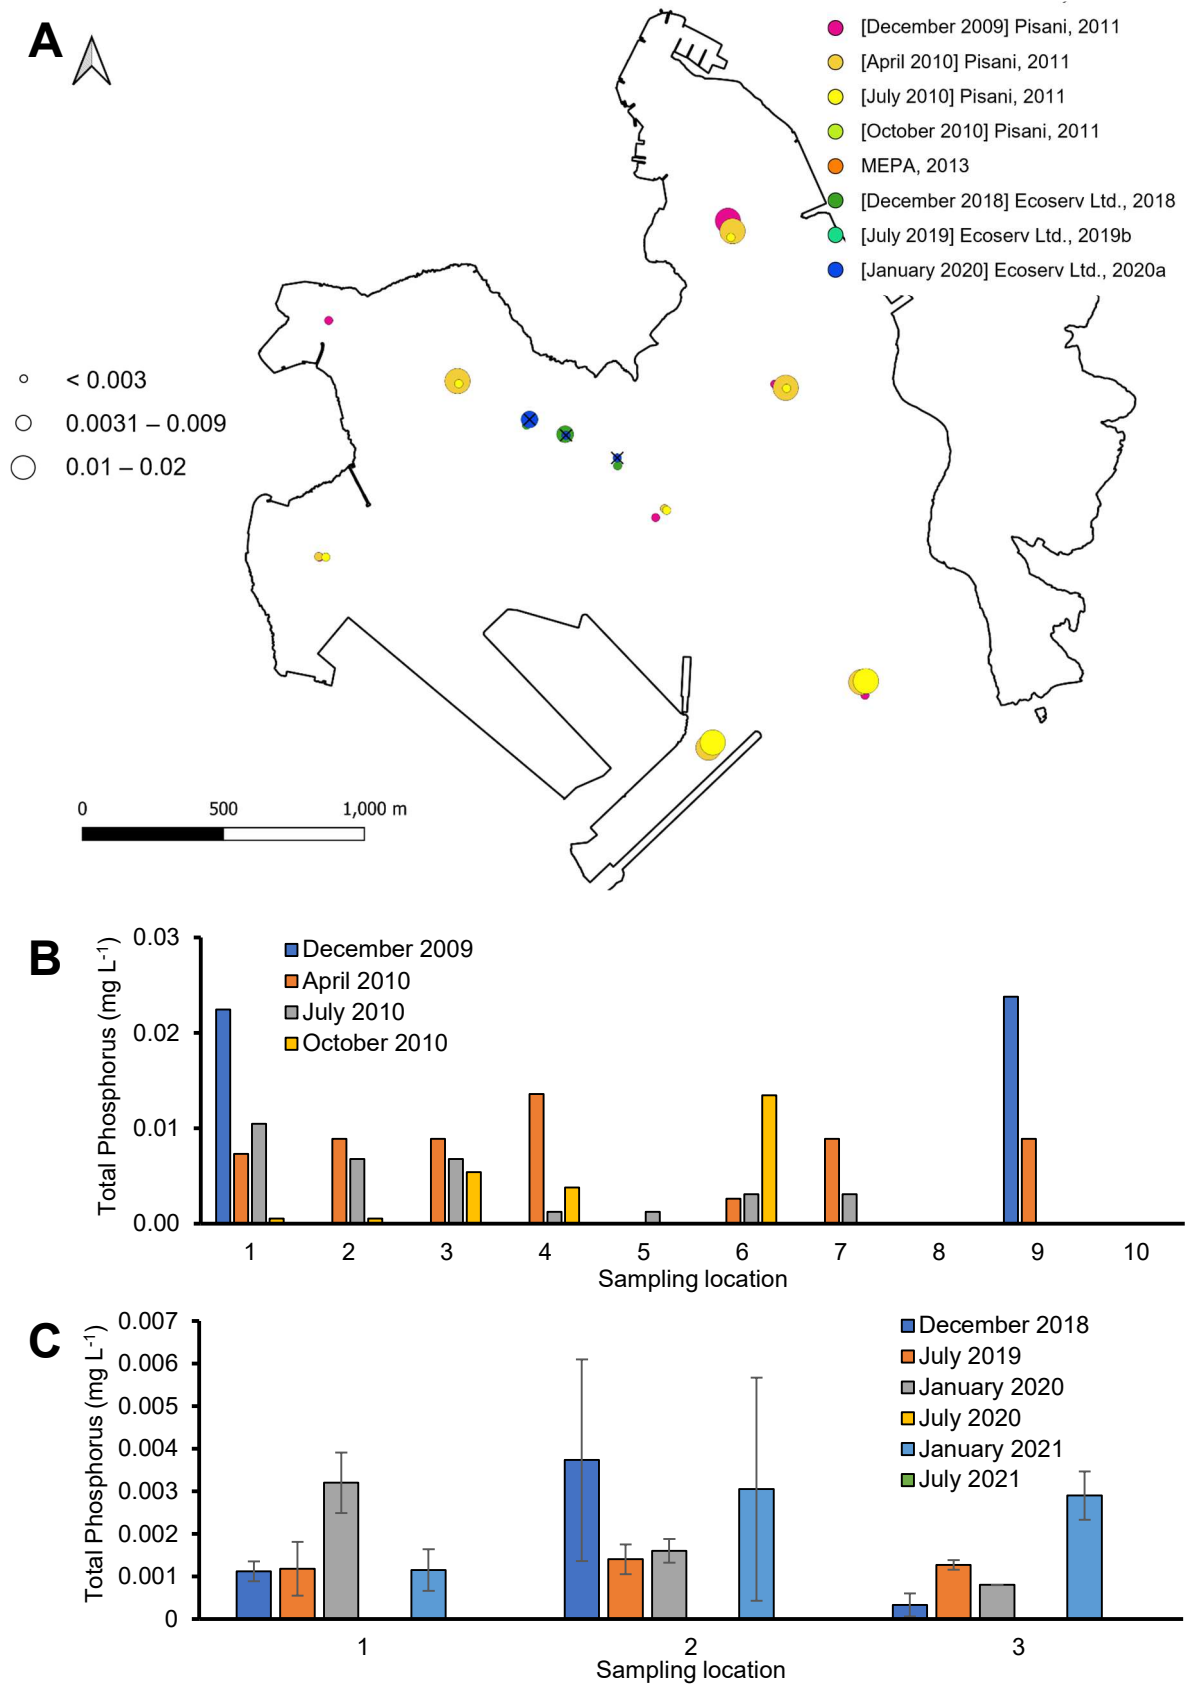 A
[December 2009] Pisani, 2011
[April 2010] Pisani, 2011
[July 2010] Pisani, 2011
[October 2010] Pisani, 2011
MEPA, 2013
[December 2018] Ecoserv Ltd., 2018
[July 2019] Ecoserv Ltd., 2019b
[January 2020] Ecoserv Ltd., 2020a
< 0.003
0.0031 – 0.009
0.01 – 0.02
0 500 1,000 m
B
Total Phosphorus (mg L-1)
0.03
0.02
0.01
0.00
December 2009
April 2010
July 2010
October 2010
1 2 3 4 5 6 7 8 9 10
Sampling location
C
Total Phosphorus (mg L-1)
0.007
0.006
0.005
0.004
0.003
0.002
0.001
0
December 2018
July 2019
January 2020
July 2020
January 2021
July 2021
1 2 3
Sampling location